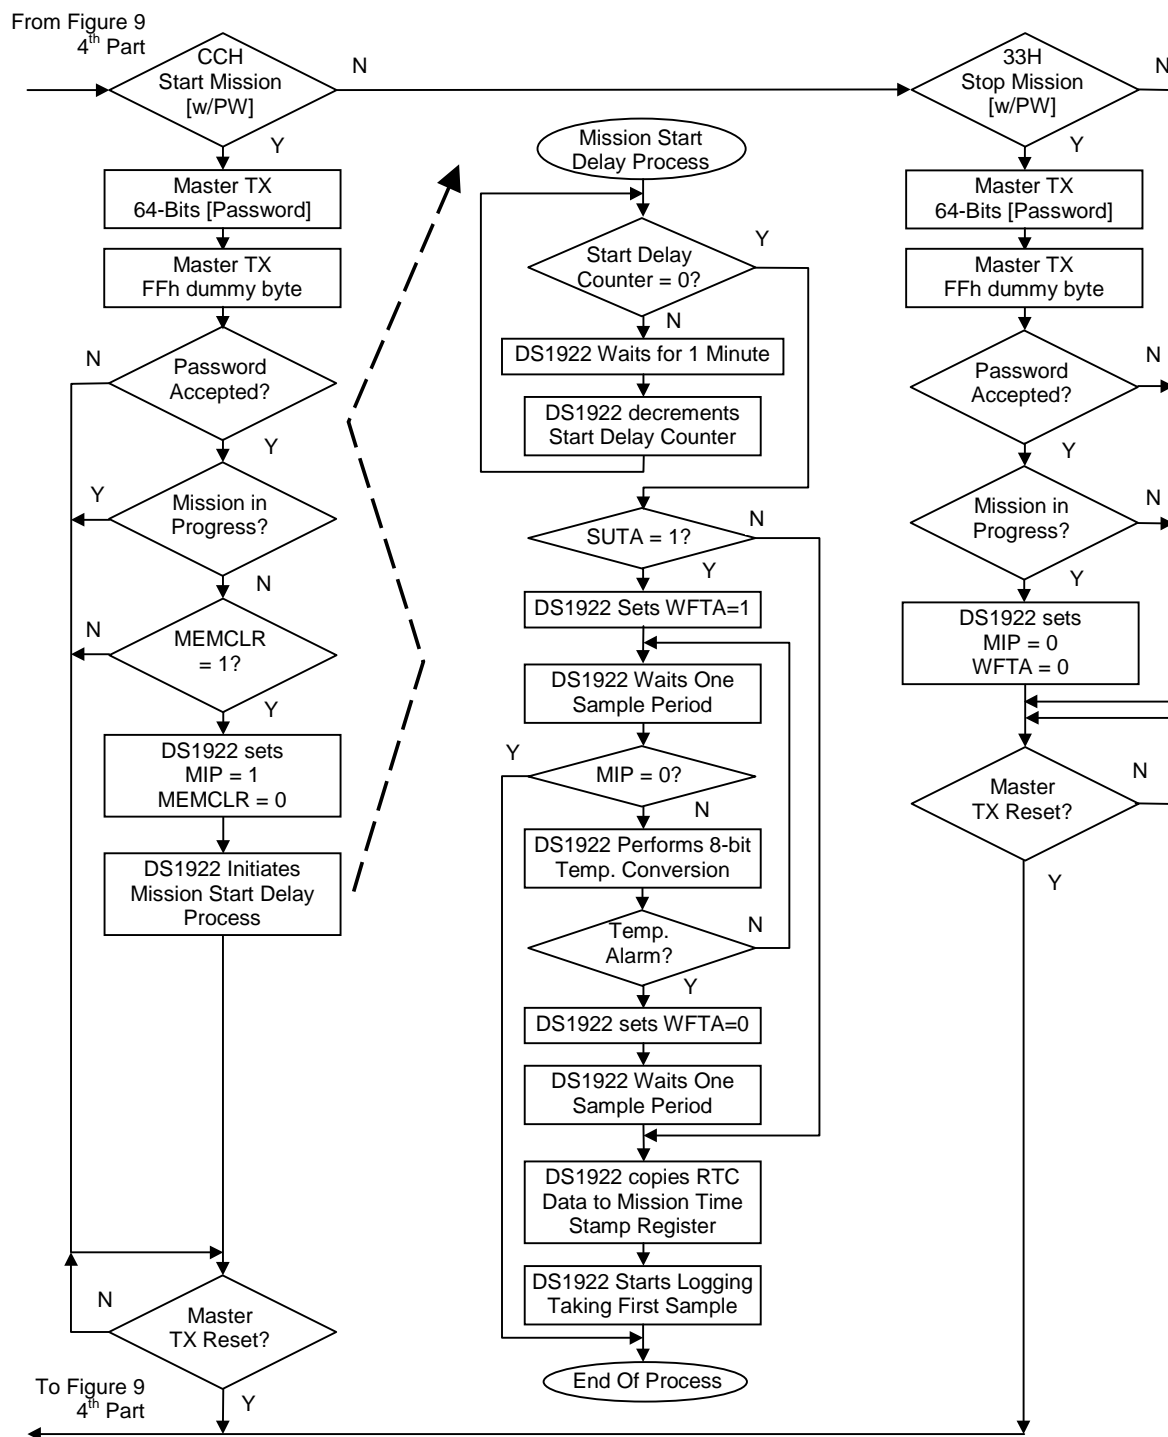 From Figure 9
4th Part
CCH
Start Mission
[w/PW]
N
Y
Master TX
64-Bits [Password]
Master TX
FFh dummy byte
Password
Accepted?
N
Y
Mission in
Progress?
Y
N
MEMCLR
= 1?
N
Y
DS1922 sets
MIP = 1
MEMCLR = 0
DS1922 Initiates
Mission Start Delay
Process
Master
TX Reset?
N
Y
To Figure 9
4th Part
Mission Start
Delay Process
Start Delay
Counter = 0?
Y
N
DS1922 Waits for 1 Minute
DS1922 decrements
Start Delay Counter
SUTA = 1?
N
Y
DS1922 Sets WFTA=1
DS1922 Waits One
Sample Period
MIP = 0?
Y
N
DS1922 Performs 8-bit
Temp. Conversion
Temp.
Alarm?
N
Y
DS1922 sets WFTA=0
DS1922 Waits One
Sample Period
DS1922 copies RTC
Data to Mission Time
Stamp Register
DS1922 Starts Logging
Taking First Sample
End Of Process
33H
Stop Mission
[w/PW]
N
Y
Master TX
64-Bits [Password]
Master TX
FFh dummy byte
Password
Accepted?
N
Y
Mission in
Progress?
N
Y
DS1922 sets
MIP = 0
WFTA = 0
Master
TX Reset?
N
Y